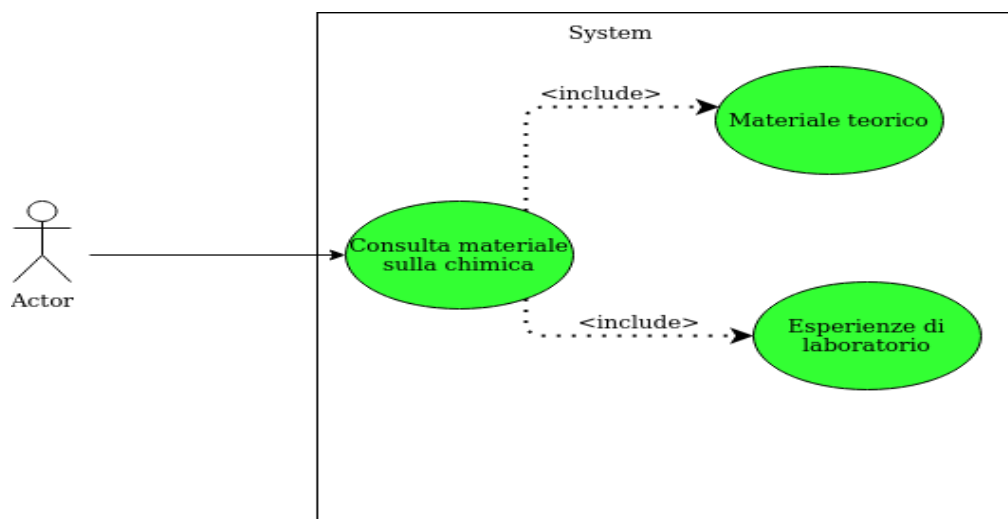 System
<include>
Materiale teorico
Consulta materiale
sulla chimica
Actor
<include>
Esperienze di
laboratorio